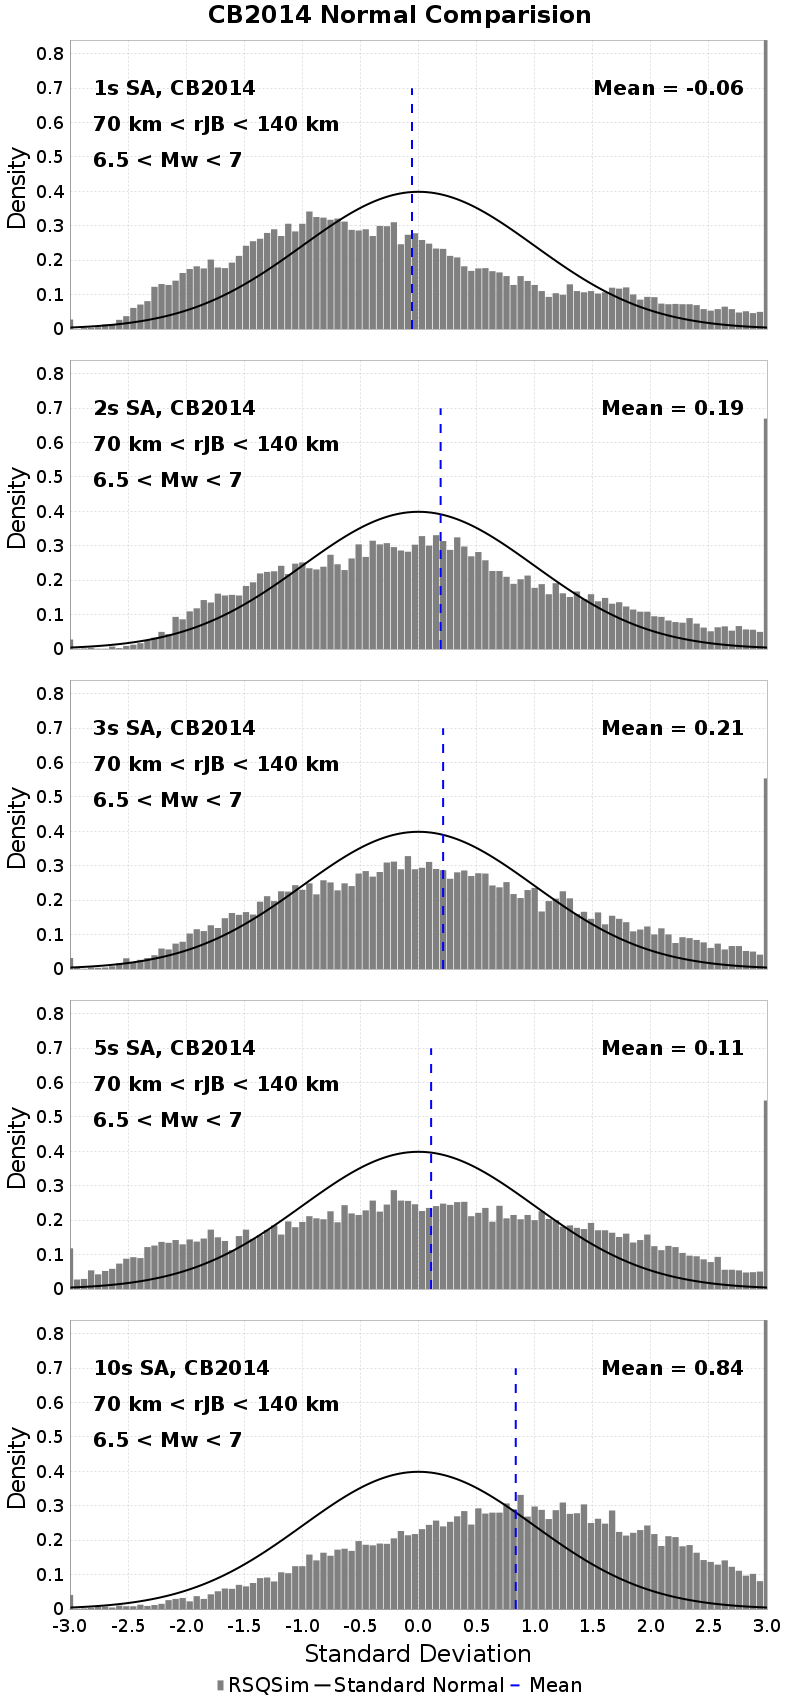 CB2014 Normal Comparision
0.8
0.7
0.6
0.5
0.4
0.3
0.2
0.1
0
Density
1s SA, CB2014
70 km < rJB < 140 km
6.5 < Mw < 7
Mean = -0.06
0.8
0.7
0.6
0.5
0.4
0.3
0.2
0.1
0
Density
2s SA, CB2014
70 km < rJB < 140 km
6.5 < Mw < 7
Mean = 0.19
0.8
0.7
0.6
0.5
0.4
0.3
0.2
0.1
0
Density
3s SA, CB2014
70 km < rJB < 140 km
6.5 < Mw < 7
Mean = 0.21
0.8
0.7
0.6
0.5
0.4
0.3
0.2
0.1
0
Density
5s SA, CB2014
70 km < rJB < 140 km
6.5 < Mw < 7
Mean = 0.11
0.8
0.7
0.6
0.5
0.4
0.3
0.2
0.1
0
Density
10s SA, CB2014
70 km < rJB < 140 km
6.5 < Mw < 7
Mean = 0.84
-3.0 -2.5 -2.0 -1.5 -1.0 -0.5 0.0 0.5 1.0 1.5 2.0 2.5 3.0
Standard Deviation
RSQSim Standard Normal Mean